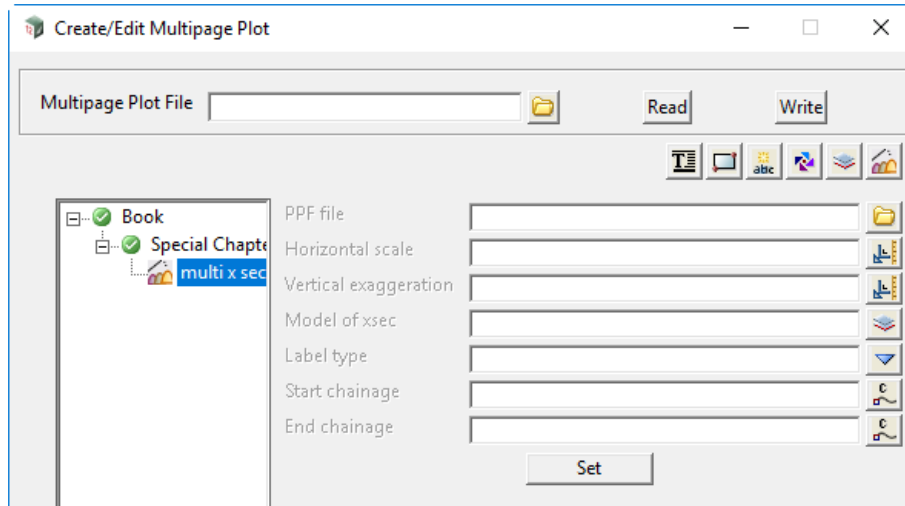 Create/Edit Multipage Plot
Multipage Plot File Read Write
T abc
Book
Special Chapte
multi x sec
PPF file
Horizontal scale
Vertical exaggeration
Model of xsec
Label type
Start chainage C
End chainage C
Set